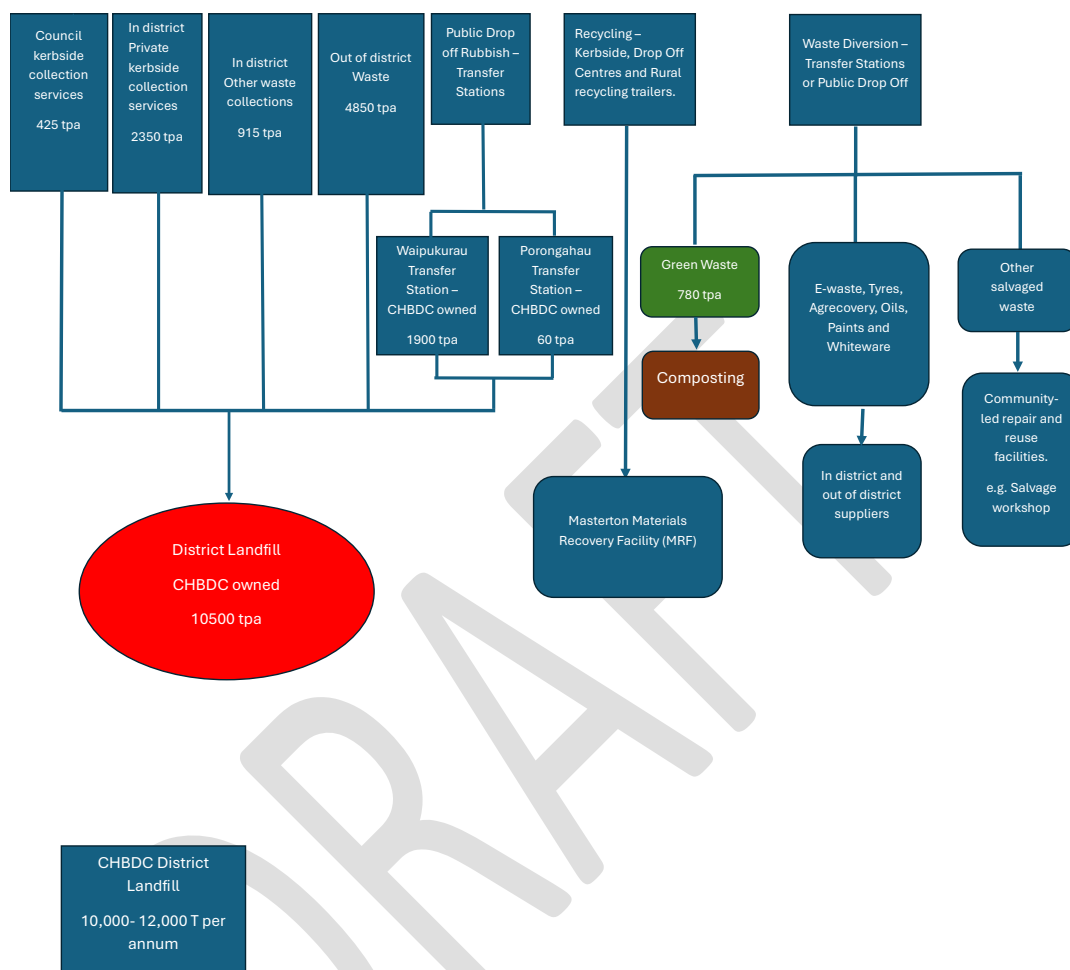 Council
kerbside
collection
services
425 tpa
In district
Private
kerbside
collection
services
2350 tpa
In district
Other waste
collections
915 tpa
Out of district
Waste
4850 tpa
Public Drop
off Rubbish –
Transfer
Stations
Recycling –
Kerbside, Drop Off
Centres and Rural
recycling trailers.
Waste Diversion –
Transfer Stations
or Public Drop Off
Waipukurau
Transfer
Station –
CHBDC owned
1900 tpa
Porongahau
Transfer
Station –
CHBDC owned
60 tpa
Green Waste
780 tpa
E-waste, Tyres,
Agrecovery, Oils,
Paints and
Whiteware
Other
salvaged
waste
Composting
Community-
led repair and
reuse
facilities.
e.g. Salvage
workshop
In district and
out of district
suppliers
Masterton Materials
Recovery Facility (MRF)
District Landfill
CHBDC owned
10500 tpa
CHBDC District
Landfill
10,000- 12,000 T per
annum
DRAFT